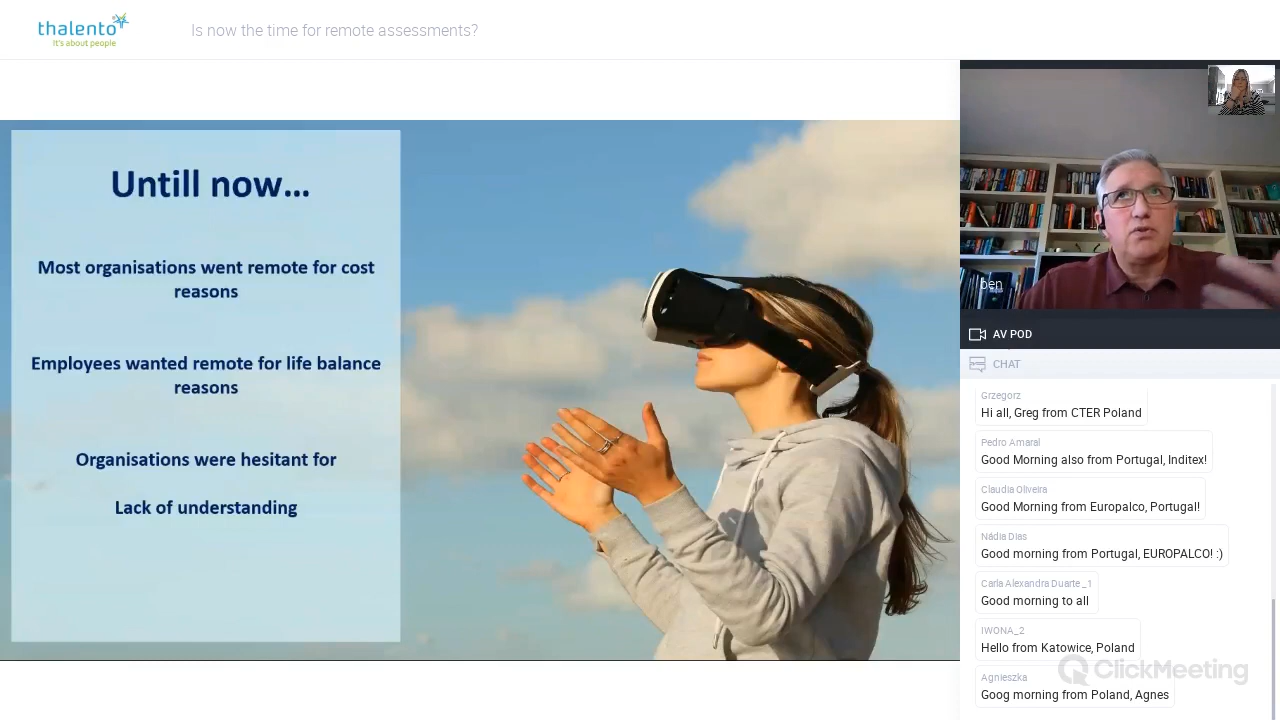 thalento
It's about people
Is now the time for remote assessments?
Untill now...
Most organisations went remote for cost
reasons
Employees wanted remote for life balance
reasons
Organisations were hesitant for
Lack of understanding
ben
AV POD
CHAT
Grzegorz
Hi all, Greg from CTER Poland
Pedro Amaral
Good Morning also from Portugal, Inditex!
Claudia Oliveira
Good Morning from Europalco, Portugal!
Nádia Dias
Good morning from Portugal, EUROPALCO! :)
Carla Alexandra Duarte_1
Good morning to all
IWONA_2
Hello from Katowice, Poland
ClickMeeting
Agnieszka
Goog morning from Poland, Agnes